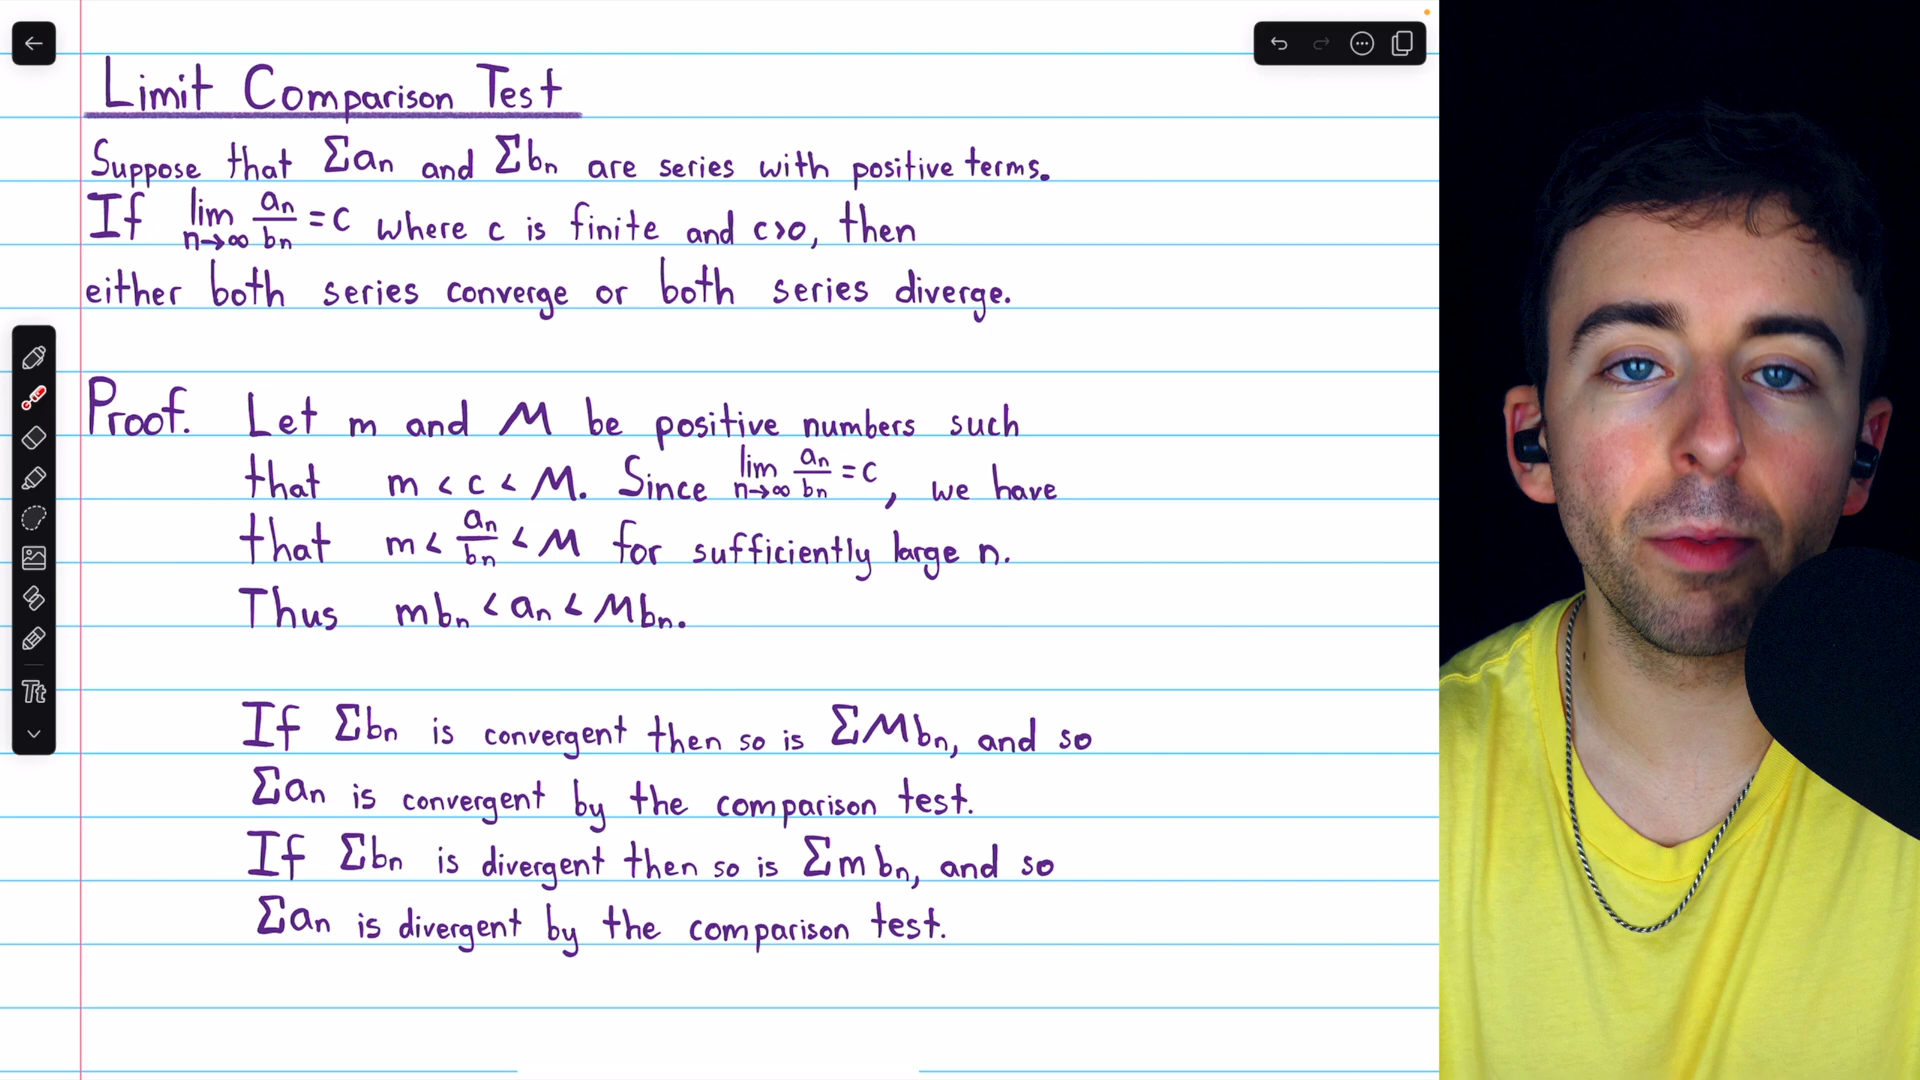 Limit Comparison Test
Suppose that Σan and Σbn are series with positive terms.
If lim n→∞ an/bn = c where c is finite and c>0, then
either both series converge or both series diverge.
Proof. Let m and M be positive numbers such
that m < c < M. Since lim n→∞ an/bn = c, we have
that m < an/bn < M for sufficiently large n.
Thus mbn < an < Mbn.
If Σbn is convergent then so is ΣMbn, and so
Σan is convergent by the comparison test.
If Σbn is divergent then so is Σmbn, and so
Σan is divergent by the comparison test.
Tt